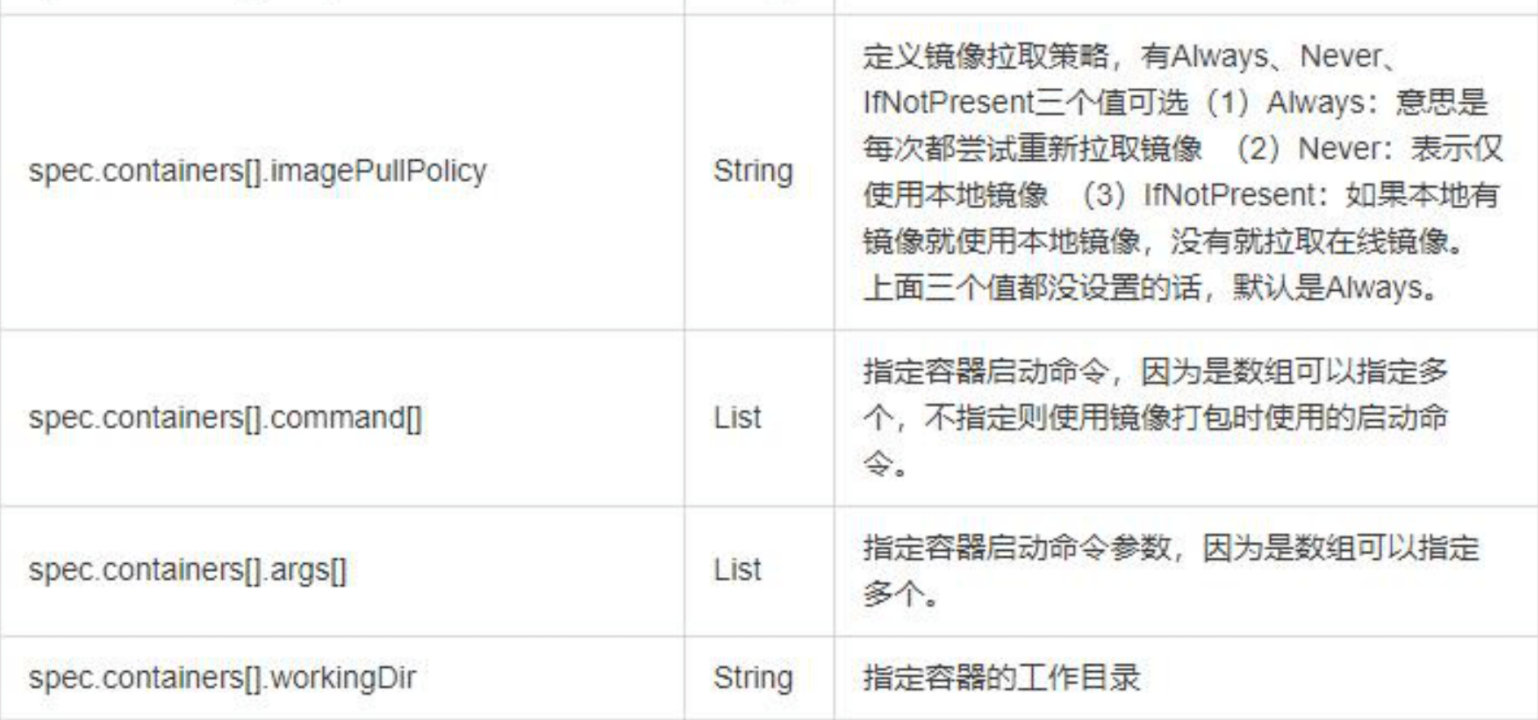 spec.containers[].imagePullPolicy
String
定义镜像拉取策略，有Always、Never、
IfNotPresent三个值可选（1）Always：意思是
每次都尝试重新拉取镜像 （2）Never：表示仅
使用本地镜像 （3）IfNotPresent：如果本地有
镜像就使用本地镜像，没有就拉取在线镜像。
上面三个值都没设置的话，默认是Always。
spec.containers[].command[]
List
指定容器启动命令，因为是数组可以指定多
个，不指定则使用镜像打包时使用的启动命
令。
spec.containers[].args[]
List
指定容器启动命令参数，因为是数组可以指定
多个。
spec.containers[].workingDir
String
指定容器的工作目录